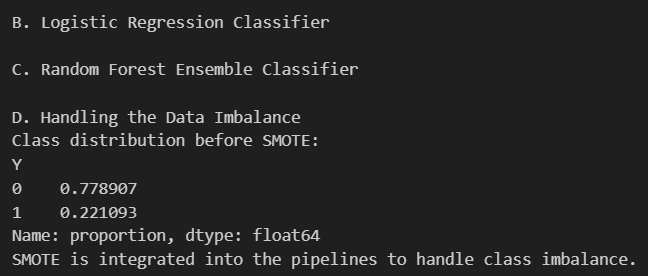 B. Logistic Regression Classifier
C. Random Forest Ensemble Classifier
D. Handling the Data Imbalance
Class distribution before SMOTE:
Y
0    0.778907
1    0.221093
Name: proportion, dtype: float64
SMOTE is integrated into the pipelines to handle class imbalance.